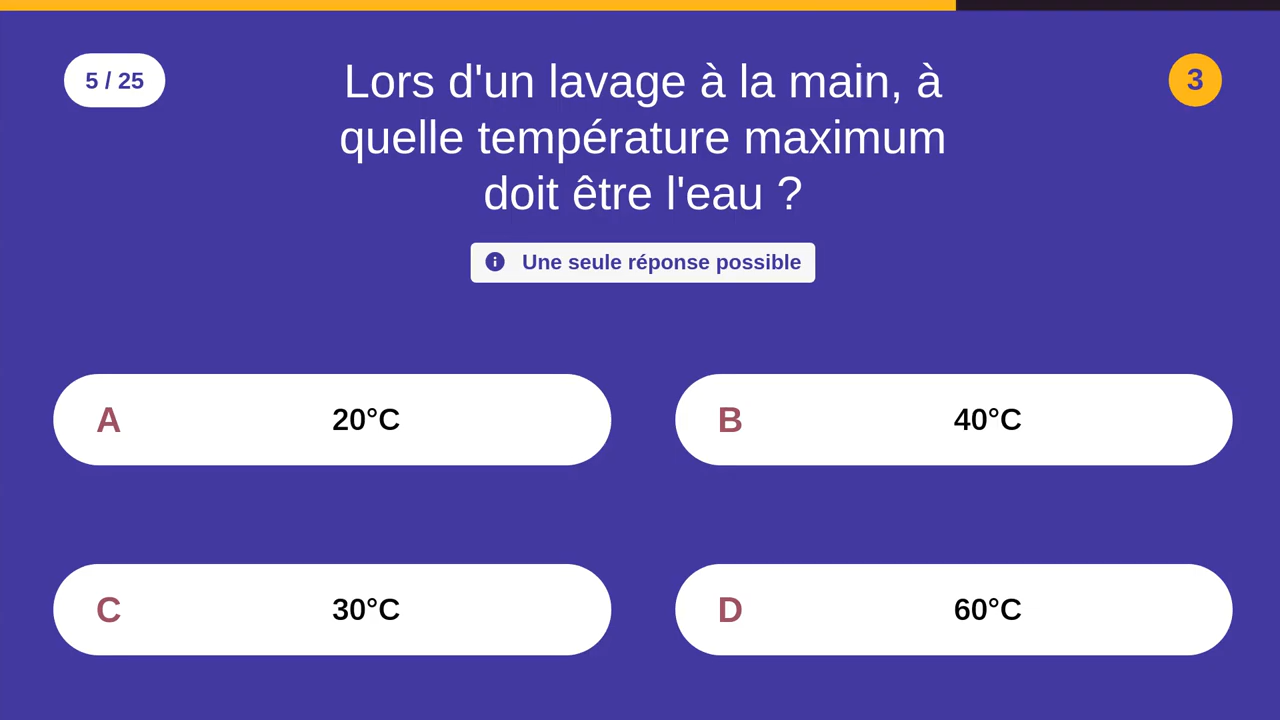 5 / 25
Lors d'un lavage à la main, à
quelle température maximum
doit être l'eau ?
3
Une seule réponse possible
A 20°C
B 40°C
C 30°C
D 60°C